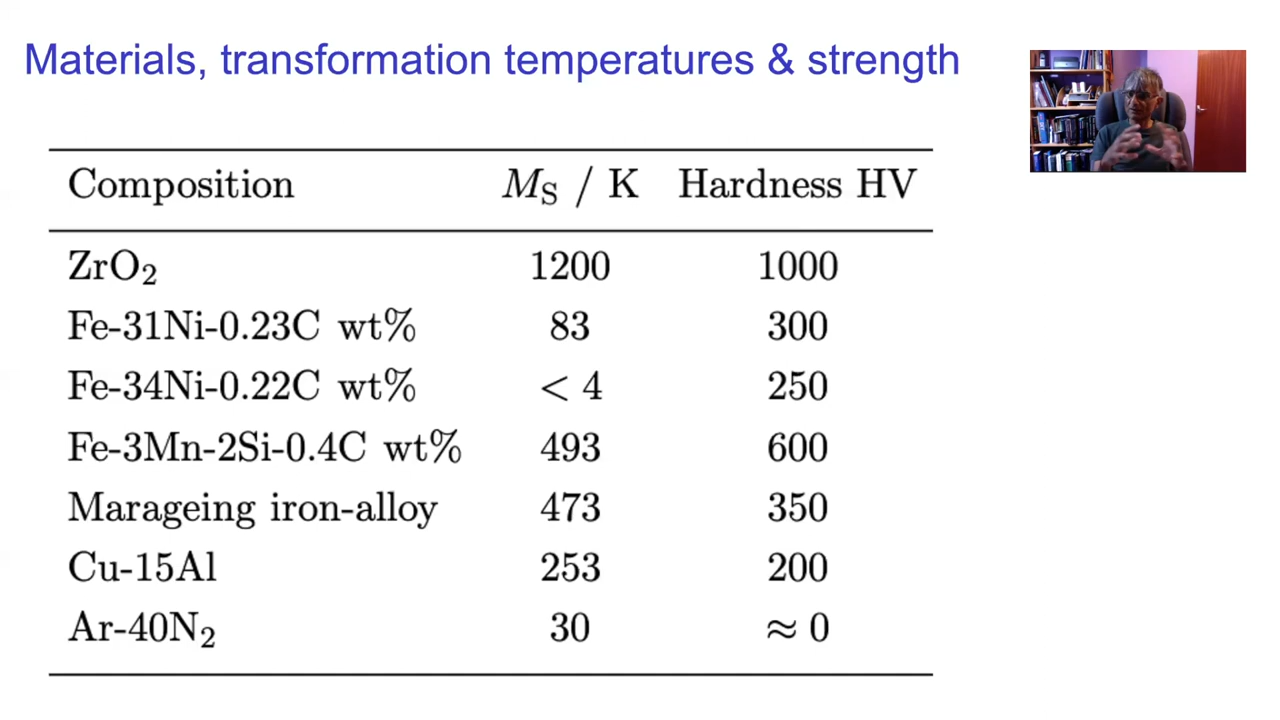 Materials, transformation temperatures & strength
Composition M_S / K Hardness HV
ZrO₂ 1200 1000
Fe-31Ni-0.23C wt% 83 300
Fe-34Ni-0.22C wt% < 4 250
Fe-3Mn-2Si-0.4C wt% 493 600
Marageing iron-alloy 473 350
Cu-15Al 253 200
Ar-40N₂ 30 ≈ 0